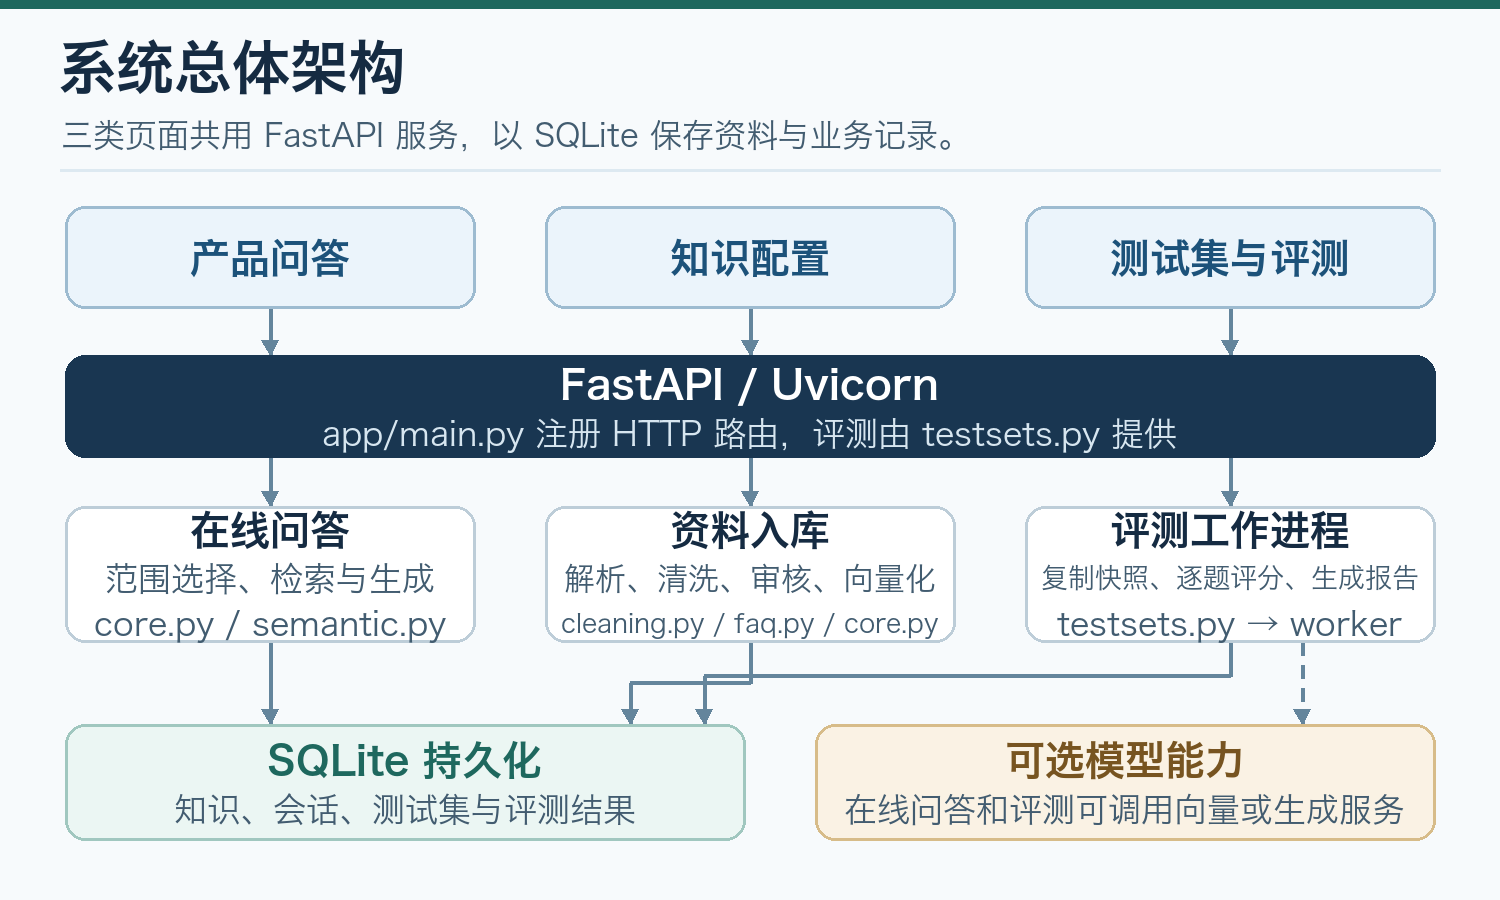 系统总体架构
三类页面共用 FastAPI 服务，以 SQLite 保存资料与业务记录。
产品问答
知识配置
测试集与评测
FastAPI / Uvicorn
app/main.py 注册 HTTP 路由，评测由 testsets.py 提供
在线问答
范围选择、检索与生成
core.py / semantic.py
资料入库
解析、清洗、审核、向量化
cleaning.py / faq.py / core.py
评测工作进程
复制快照、逐题评分、生成报告
testsets.py → worker
SQLite 持久化
知识、会话、测试集与评测结果
可选模型能力
在线问答和评测可调用向量或生成服务